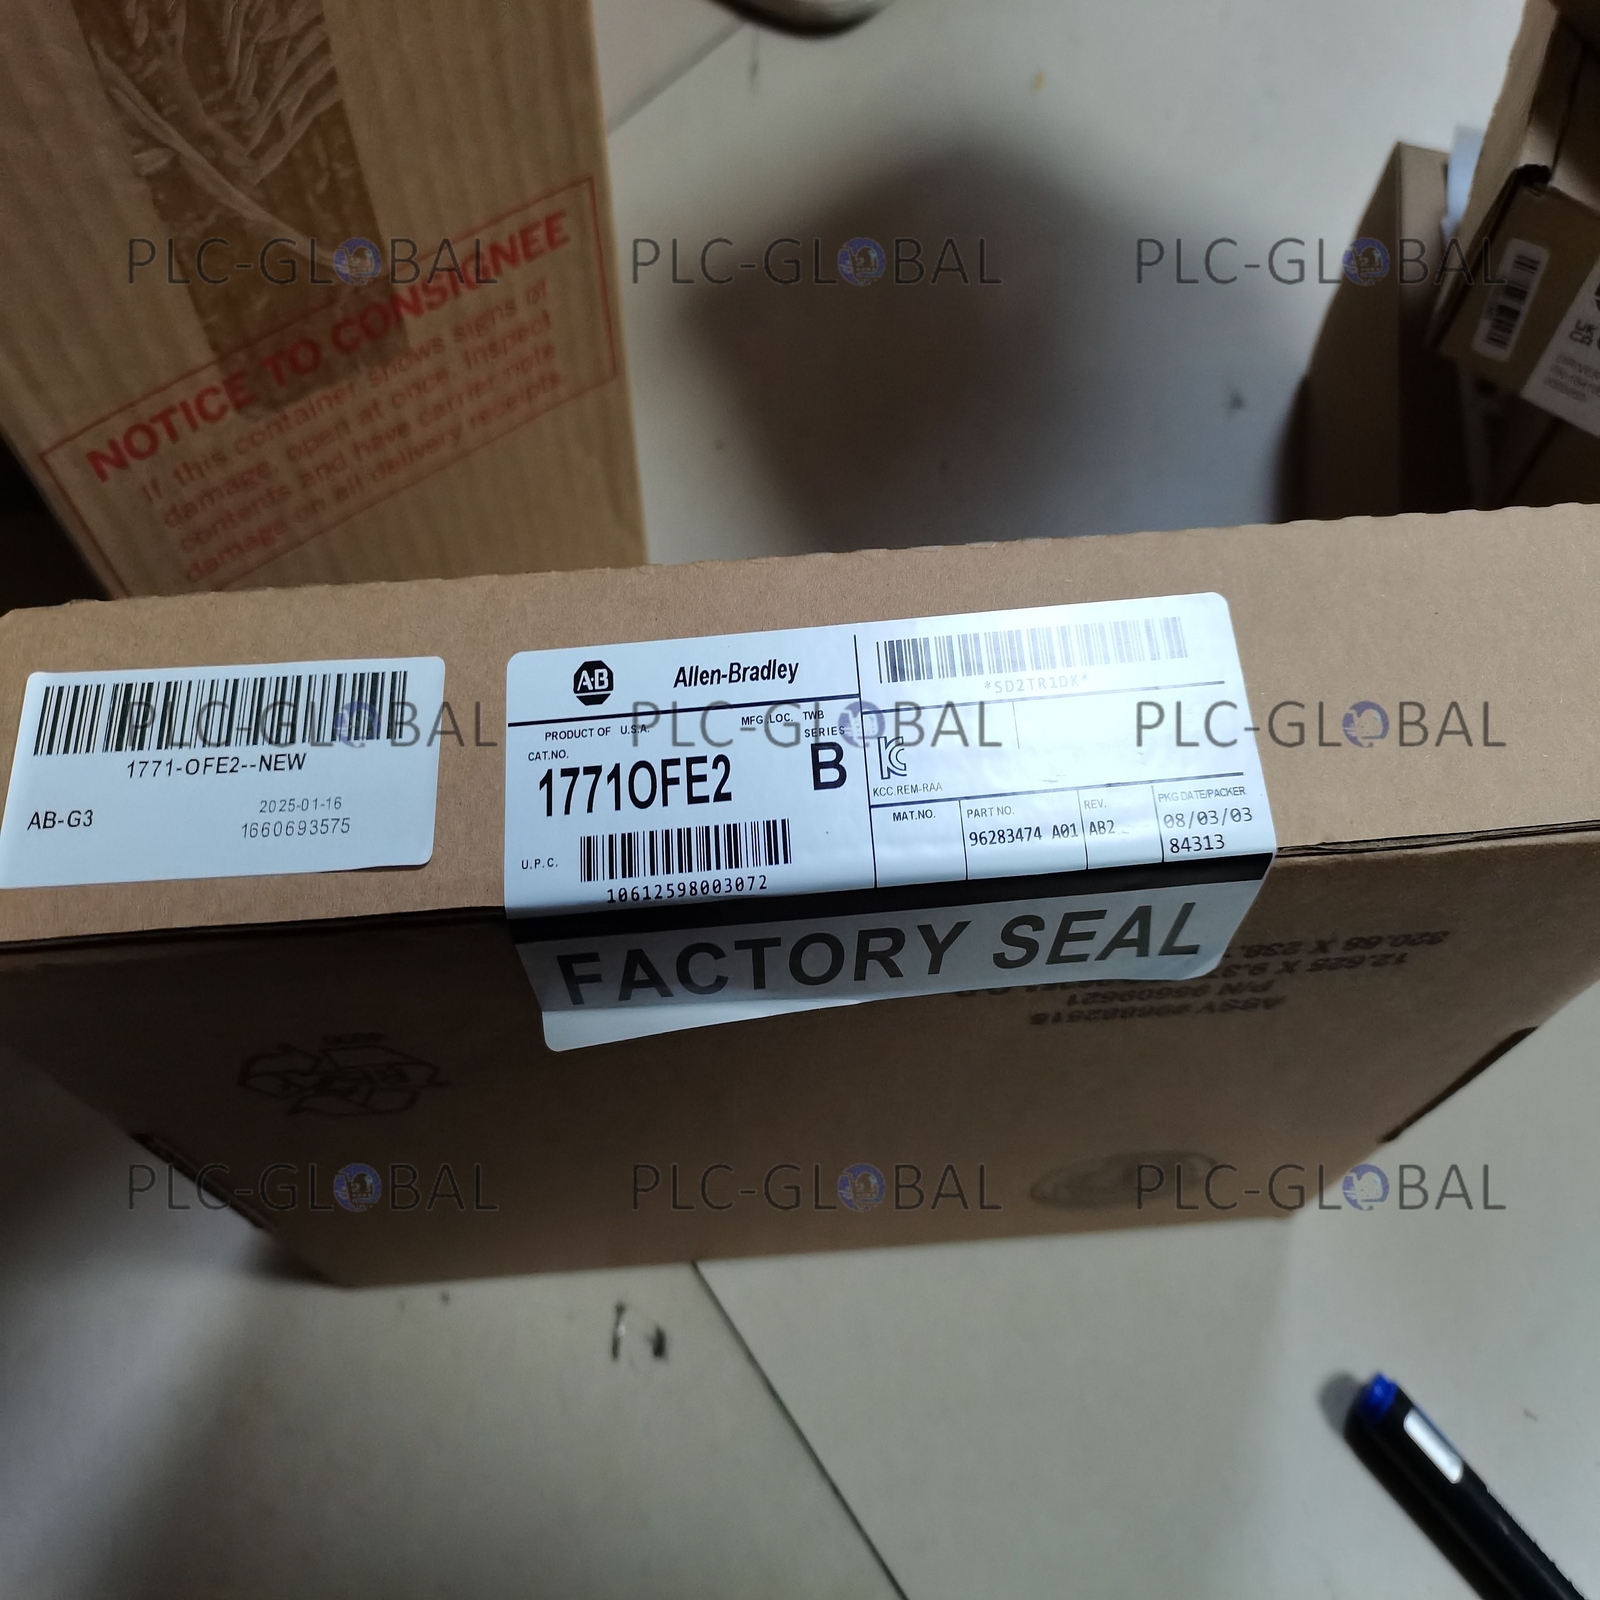 NOTICE TO CONSIGNEE
If this container shows signs of
damage, open at once. Inspect
contents and have carrier note
damage on all delivery receipts.
PLC-GLOBAL PLC-GLOBAL PLC-GLOBAL
1771-OFE2--NEW
AB-G3
2025-01-16
1660693575
AB
Allen-Bradley
PRODUCT OF U.S.A.
MFG.LOC. TWB
CAT.NO.
SERIES
1771OFE2
B
U.P.C.
10612598003072
*SD2TR1DK*
KCC REM-RAA
MAT.NO.
PART NO.
96283474 A01
REV.
AB2
PKG DATE/PACKER
08/03/03
84313
PLC-GLOBAL PLC-GLOBAL PLC-GLOBAL
FACTORY SEAL
P/N 95609621
PLC-GLOBAL PLC-GLOBAL PLC-GLOBAL